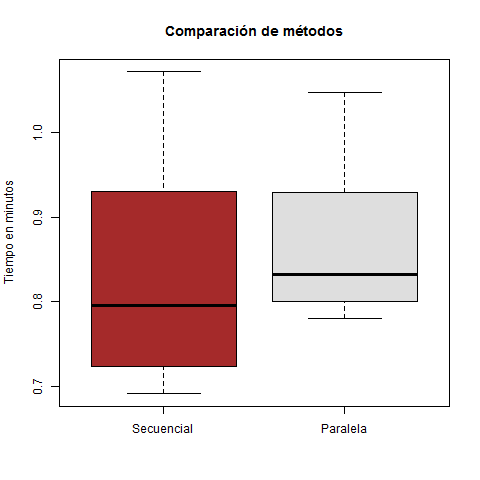 Comparación de métodos
Tiempo en minutos
1.0
0.9
0.8
0.7
Secuencial
Paralela